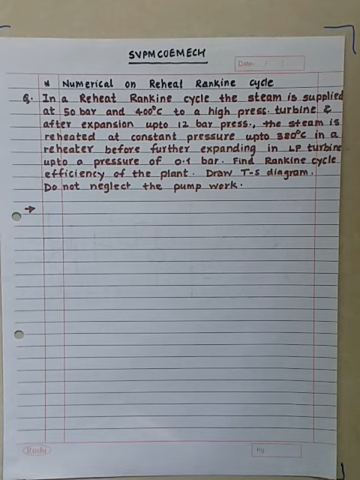 SVPMCOEMECH
Date: / /
* Numerical on Reheat Rankine cycle
Q. In a Reheat Rankine cycle the steam is supplied
at 50 bar and 400°C to a high press. turbine &
after expansion upto 12 bar press., the steam is
reheated at constant pressure upto 380°C in a
reheater before further expanding in LP turbine
upto a pressure of 0.1 bar. Find Rankine cycle
efficiency of the plant. Draw T-S diagram.
Do not neglect the pump work.
→